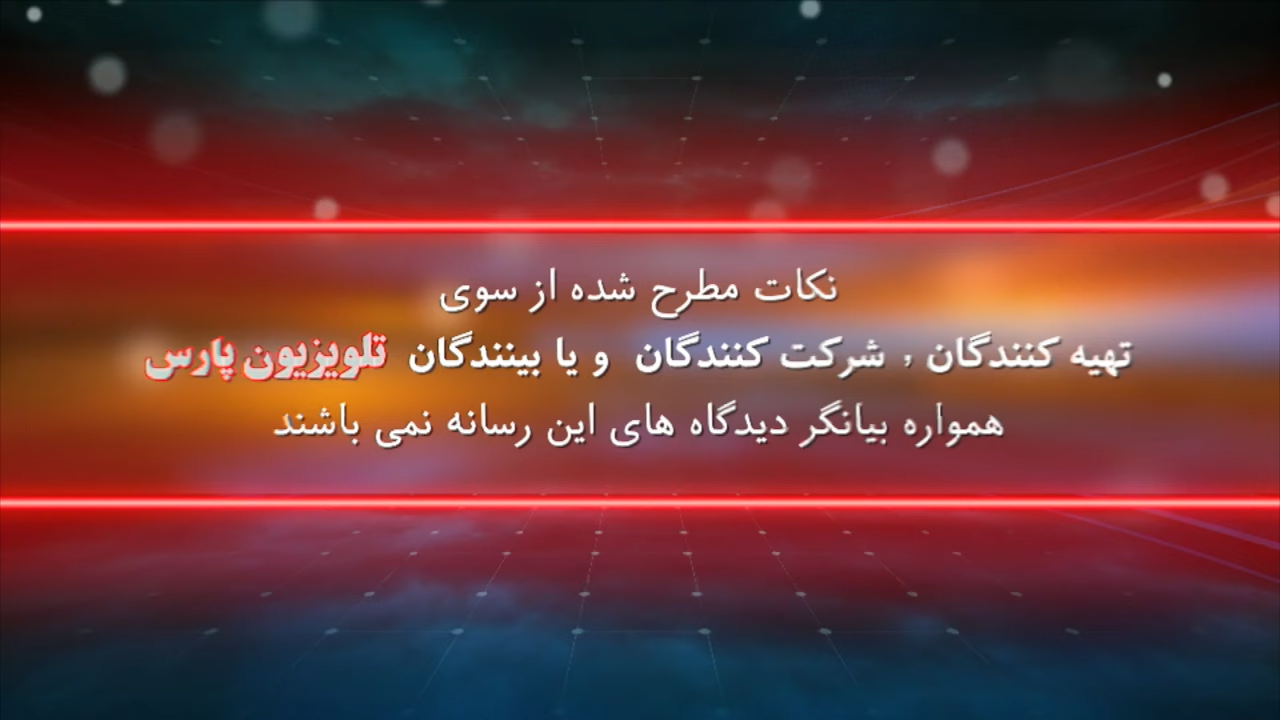 نکات مطرح شده از سوی
تهیه کنندگان ، شرکت کنندگان و یا بینندگان تلویزیون پارس
همواره بیانگر دیدگاه های این رسانه نمی باشند